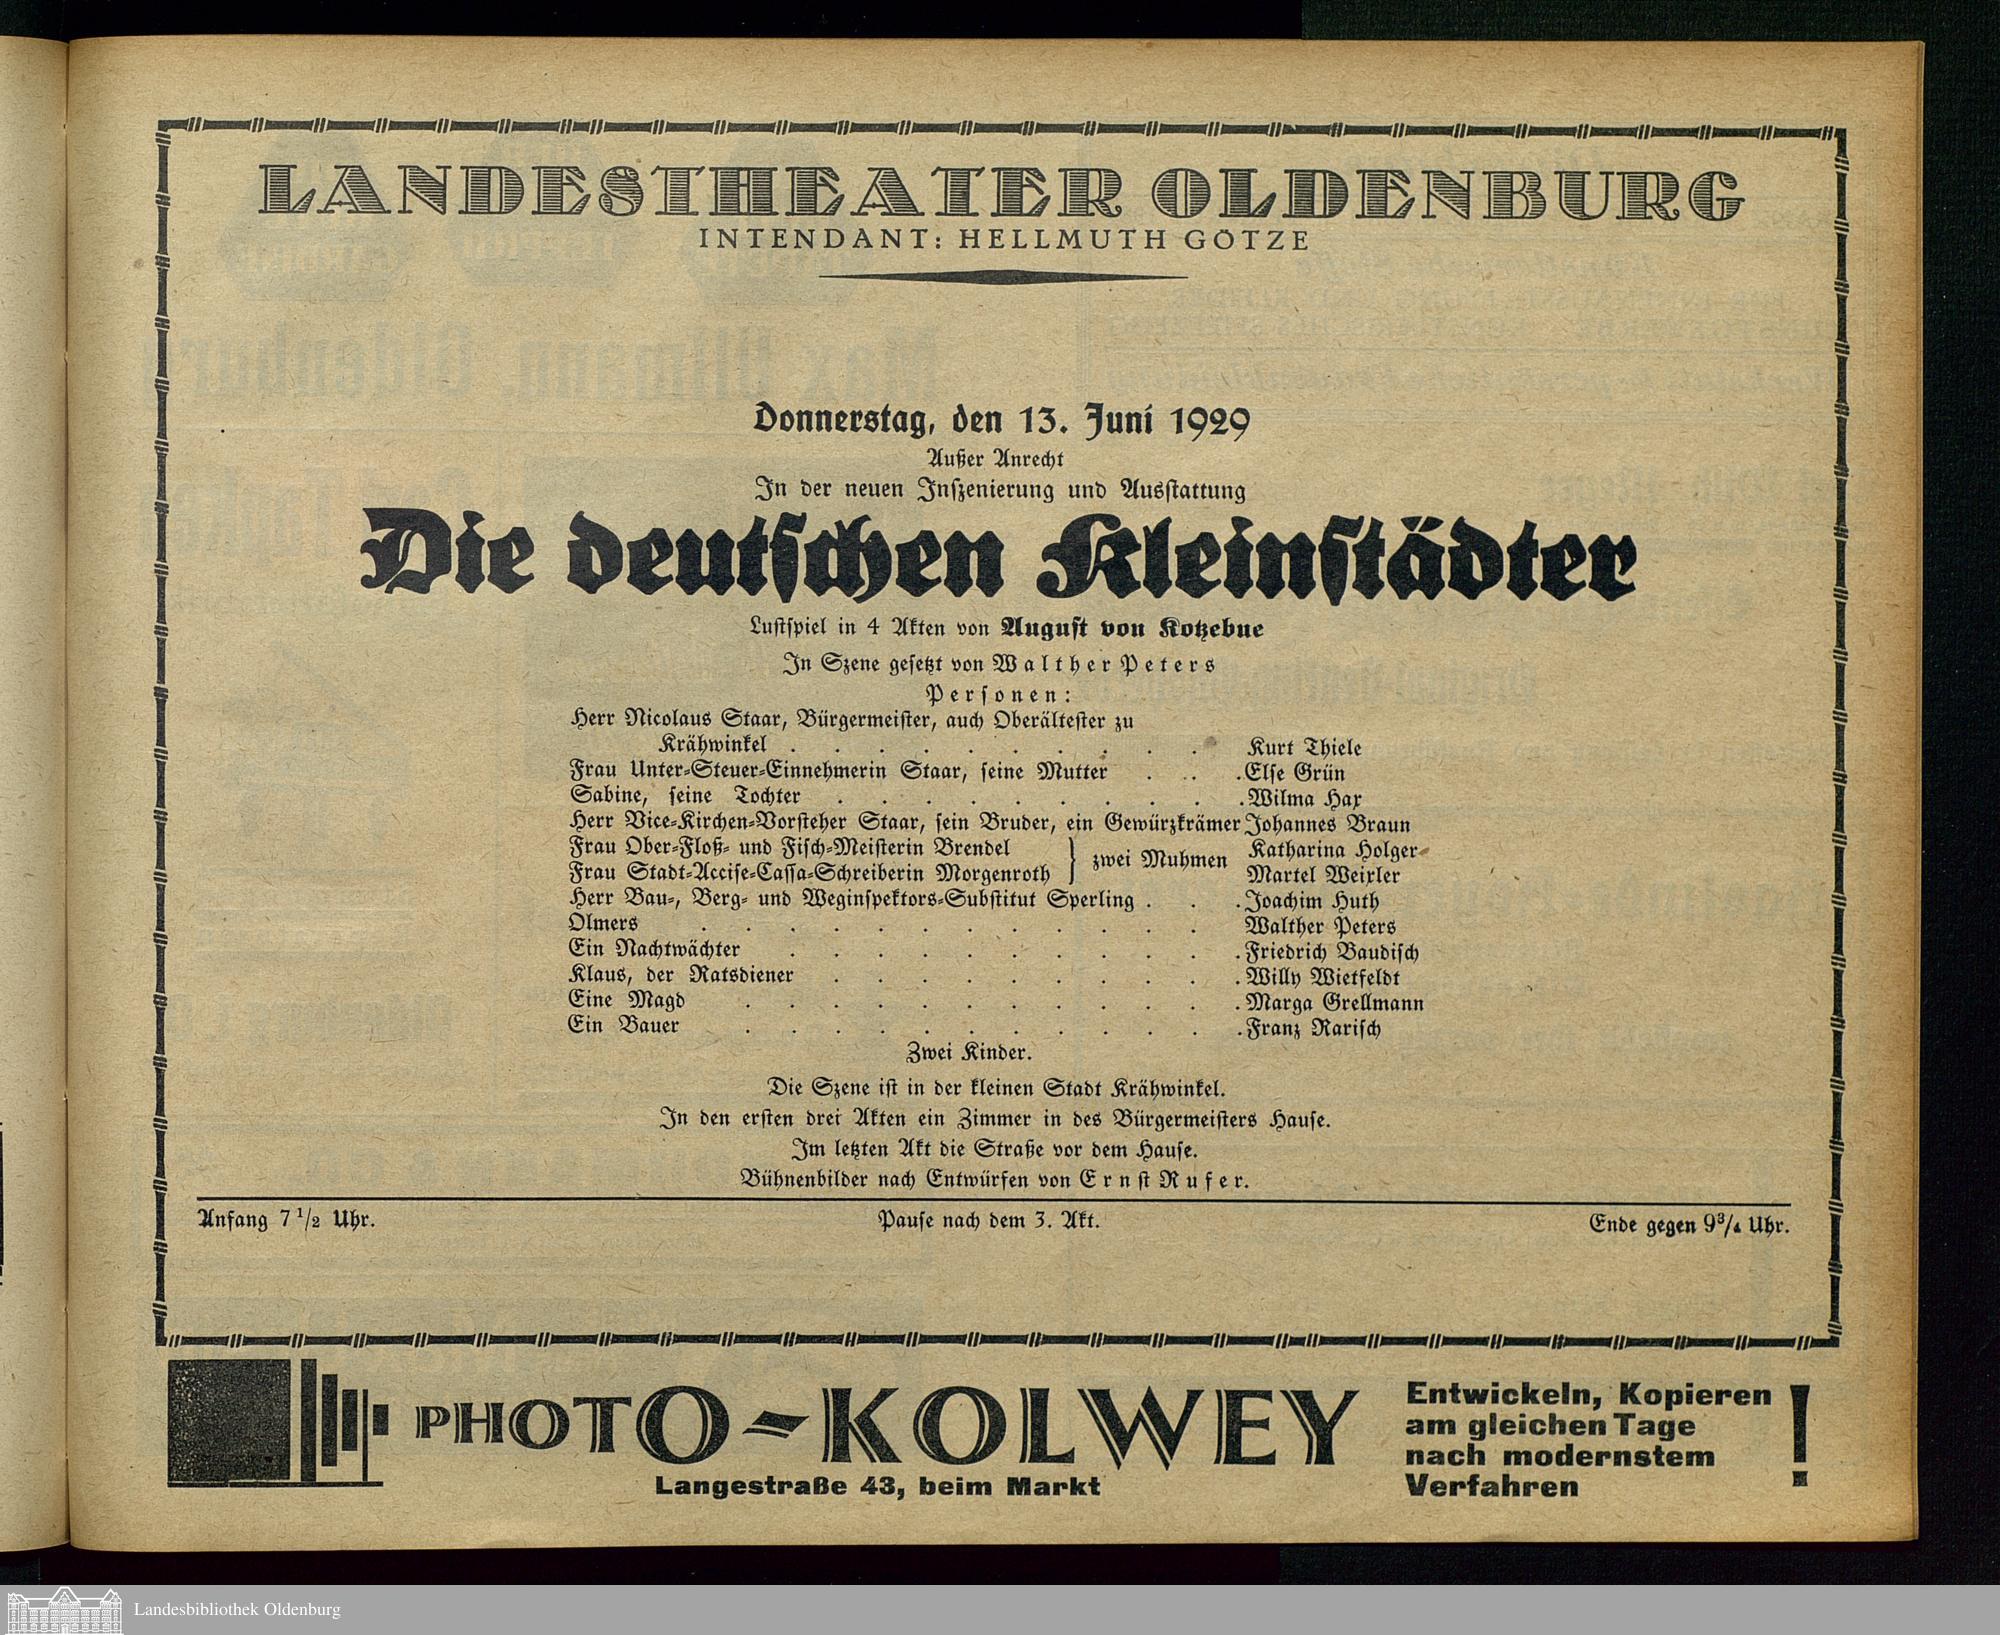 LANDESTHEATER OLDENBURG
INTENDANT: HELLMUTH GÖTZE
Donnerstag, den 13. Juni 1929
Außer Anrecht
In der neuen Inszenierung und Ausstattung
Die deutschen Kleinstädter
Lustspiel in 4 Akten von August von Kotzebue
In Szene gesetzt von Walther Peters
Personen:
Herr Nicolaus Staar, Bürgermeister, auch Oberältester zu
Krähwinkel . . . . . . . . . . Kurt Thiele
Frau Unter-Steuer-Einnehmerin Staar, seine Mutter . . . . Else Grün
Sabine, seine Tochter . . . . . . . . . . Wilma Hax
Herr Vice-Kirchen-Vorsteher Staar, sein Bruder, ein Gewürzkrämer Johannes Braun
Frau Ober-Floß- und Fisch-Meisterin Brendel } zwei Muhmen Katharina Holger
Frau Stadt-Accise-Cassa-Schreiberin Morgenroth } Martel Weixler
Herr Bau-, Berg- und Weginspektors-Substitut Sperling . . . Joachim Huth
Olmers . . . . . . . . . . . . Walther Peters
Ein Nachtwächter . . . . . . . . . . . Friedrich Baudisch
Klaus, der Ratsdiener . . . . . . . . . . Willy Wietfeldt
Eine Magd . . . . . . . . . . . . Marga Grellmann
Ein Bauer . . . . . . . . . . . . Franz Rarisch
Zwei Kinder.
Die Szene ist in der kleinen Stadt Krähwinkel.
In den ersten drei Akten ein Zimmer in des Bürgermeisters Hause.
Im letzten Akt die Straße vor dem Hause.
Bühnenbilder nach Entwürfen von Ernst Rufer.
Anfang 7 1/2 Uhr. Pause nach dem 3. Akt. Ende gegen 9 3/4 Uhr.
PHOTO-KOLWEY
Langestraße 43, beim Markt
Entwickeln, Kopieren
am gleichen Tage
nach modernstem
Verfahren !
Landesbibliothek Oldenburg